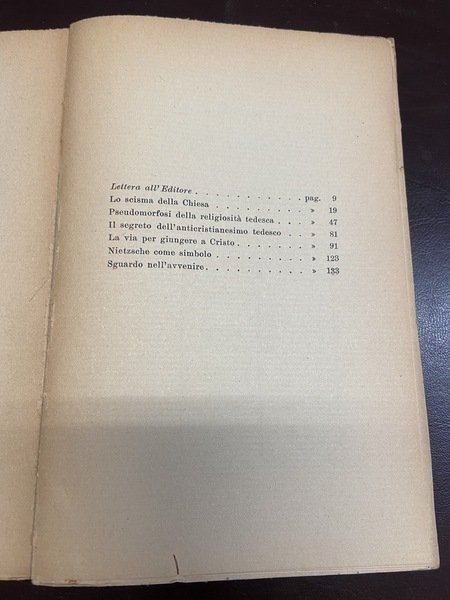 Lettera all'Editore . . . . . . . . . . . pag. 9
Lo scisma della Chiesa . . . . . . . . . » 19
Pseudomorfosi della religiosità tedesca . . . » 47
Il segreto dell'anticristianesimo tedesco . . » 81
La via per giungere a Cristo . . . . . . . » 91
Nietzsche come simbolo . . . . . . . . . » 123
Sguardo nell'avvenire . . . . . . . . . . » 133